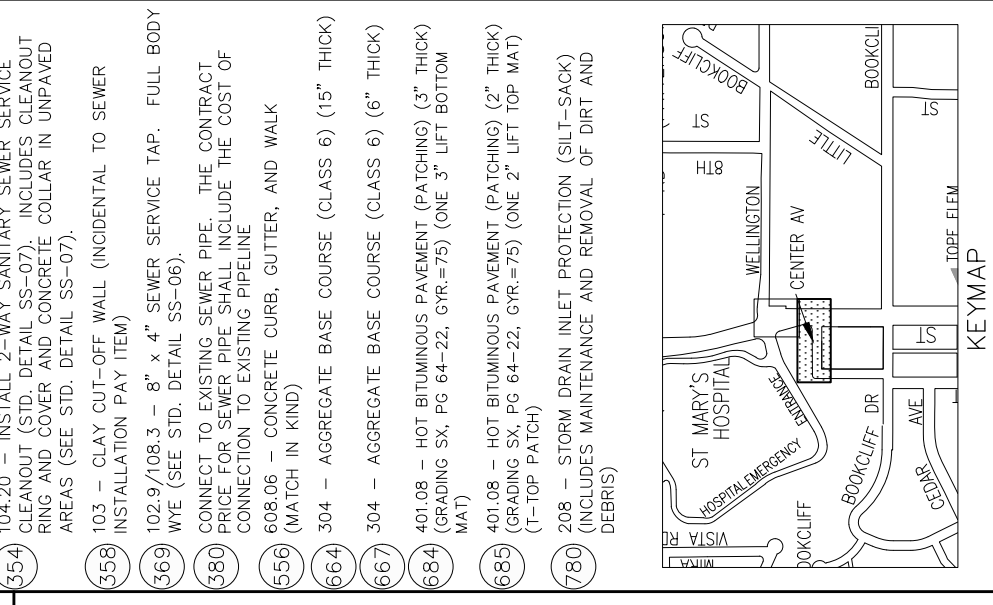 354 104.20 – INSTALL 2–WAY SANITARY SEWER SERVICE
CLEANOUT (STD. DETAIL SS–07). INCLUDES CLEANOUT
RING AND COVER AND CONCRETE COLLAR IN UNPAVED
AREAS (SEE STD. DETAIL SS–07).
358 103 – CLAY CUT–OFF WALL (INCIDENTAL TO SEWER
INSTALLATION PAY ITEM)
369 102.9/108.3 – 8" x 4" SEWER SERVICE TAP. FULL BODY
WYE (SEE STD. DETAIL SS–06).
380 CONNECT TO EXISTING SEWER PIPE. THE CONTRACT
PRICE FOR SEWER PIPE SHALL INCLUDE THE COST OF
CONNECTION TO EXISTING PIPELINE
556 608.06 – CONCRETE CURB, GUTTER, AND WALK
(MATCH IN KIND)
664 304 – AGGREGATE BASE COURSE (CLASS 6) (15" THICK)
667 304 – AGGREGATE BASE COURSE (CLASS 6) (6" THICK)
684 401.08 – HOT BITUMINOUS PAVEMENT (PATCHING) (3" THICK)
(GRADING SX, PG 64–22, GYR.=75) (ONE 3" LIFT BOTTOM
MAT)
685 401.08 – HOT BITUMINOUS PAVEMENT (PATCHING) (2" THICK)
(GRADING SX, PG 64–22, GYR.=75) (ONE 2" LIFT TOP MAT)
(T–TOP PATCH)
780 208 – STORM DRAIN INLET PROTECTION (SILT–SACK)
(INCLUDES MAINTENANCE AND REMOVAL OF DIRT AND
DEBRIS)
BOOKCLIFF
ST
8TH
LITTLE
BOOKCLI
ST
WELLINGTON
CENTER AV
ST MARY'S
HOSPITAL
ENTRANCE
HOSPITAL
EMERGENCY
ST
BOOKCLIFF DR
AVE
CEDAR
VISTA RD
MIRA
OOKCLIFF
KEYMAP